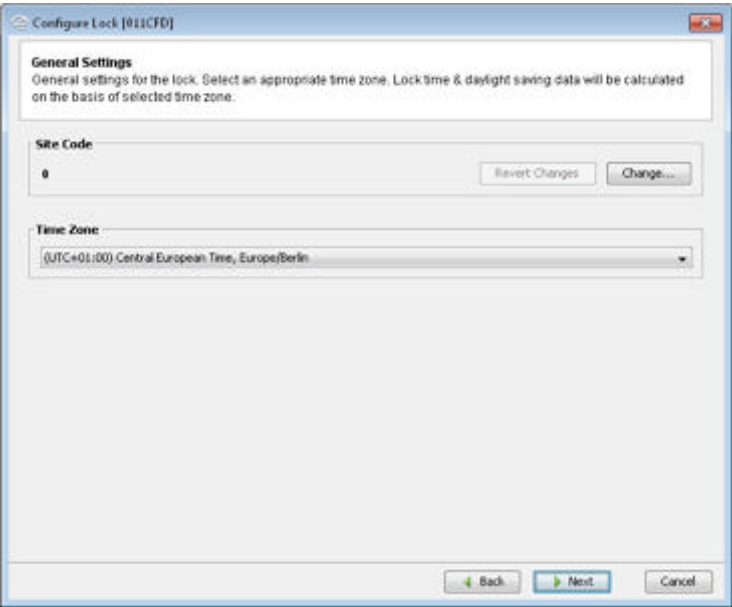 Configure Lock [011CFD]
General Settings
General settings for the lock. Select an appropriate time zone. Lock time & daylight saving data will be calculated
on the basis of selected time zone.
Site Code
0
Revert Changes
Change...
Time Zone
(UTC+01:00) Central European Time, Europe/Berlin
Back
Next
Cancel